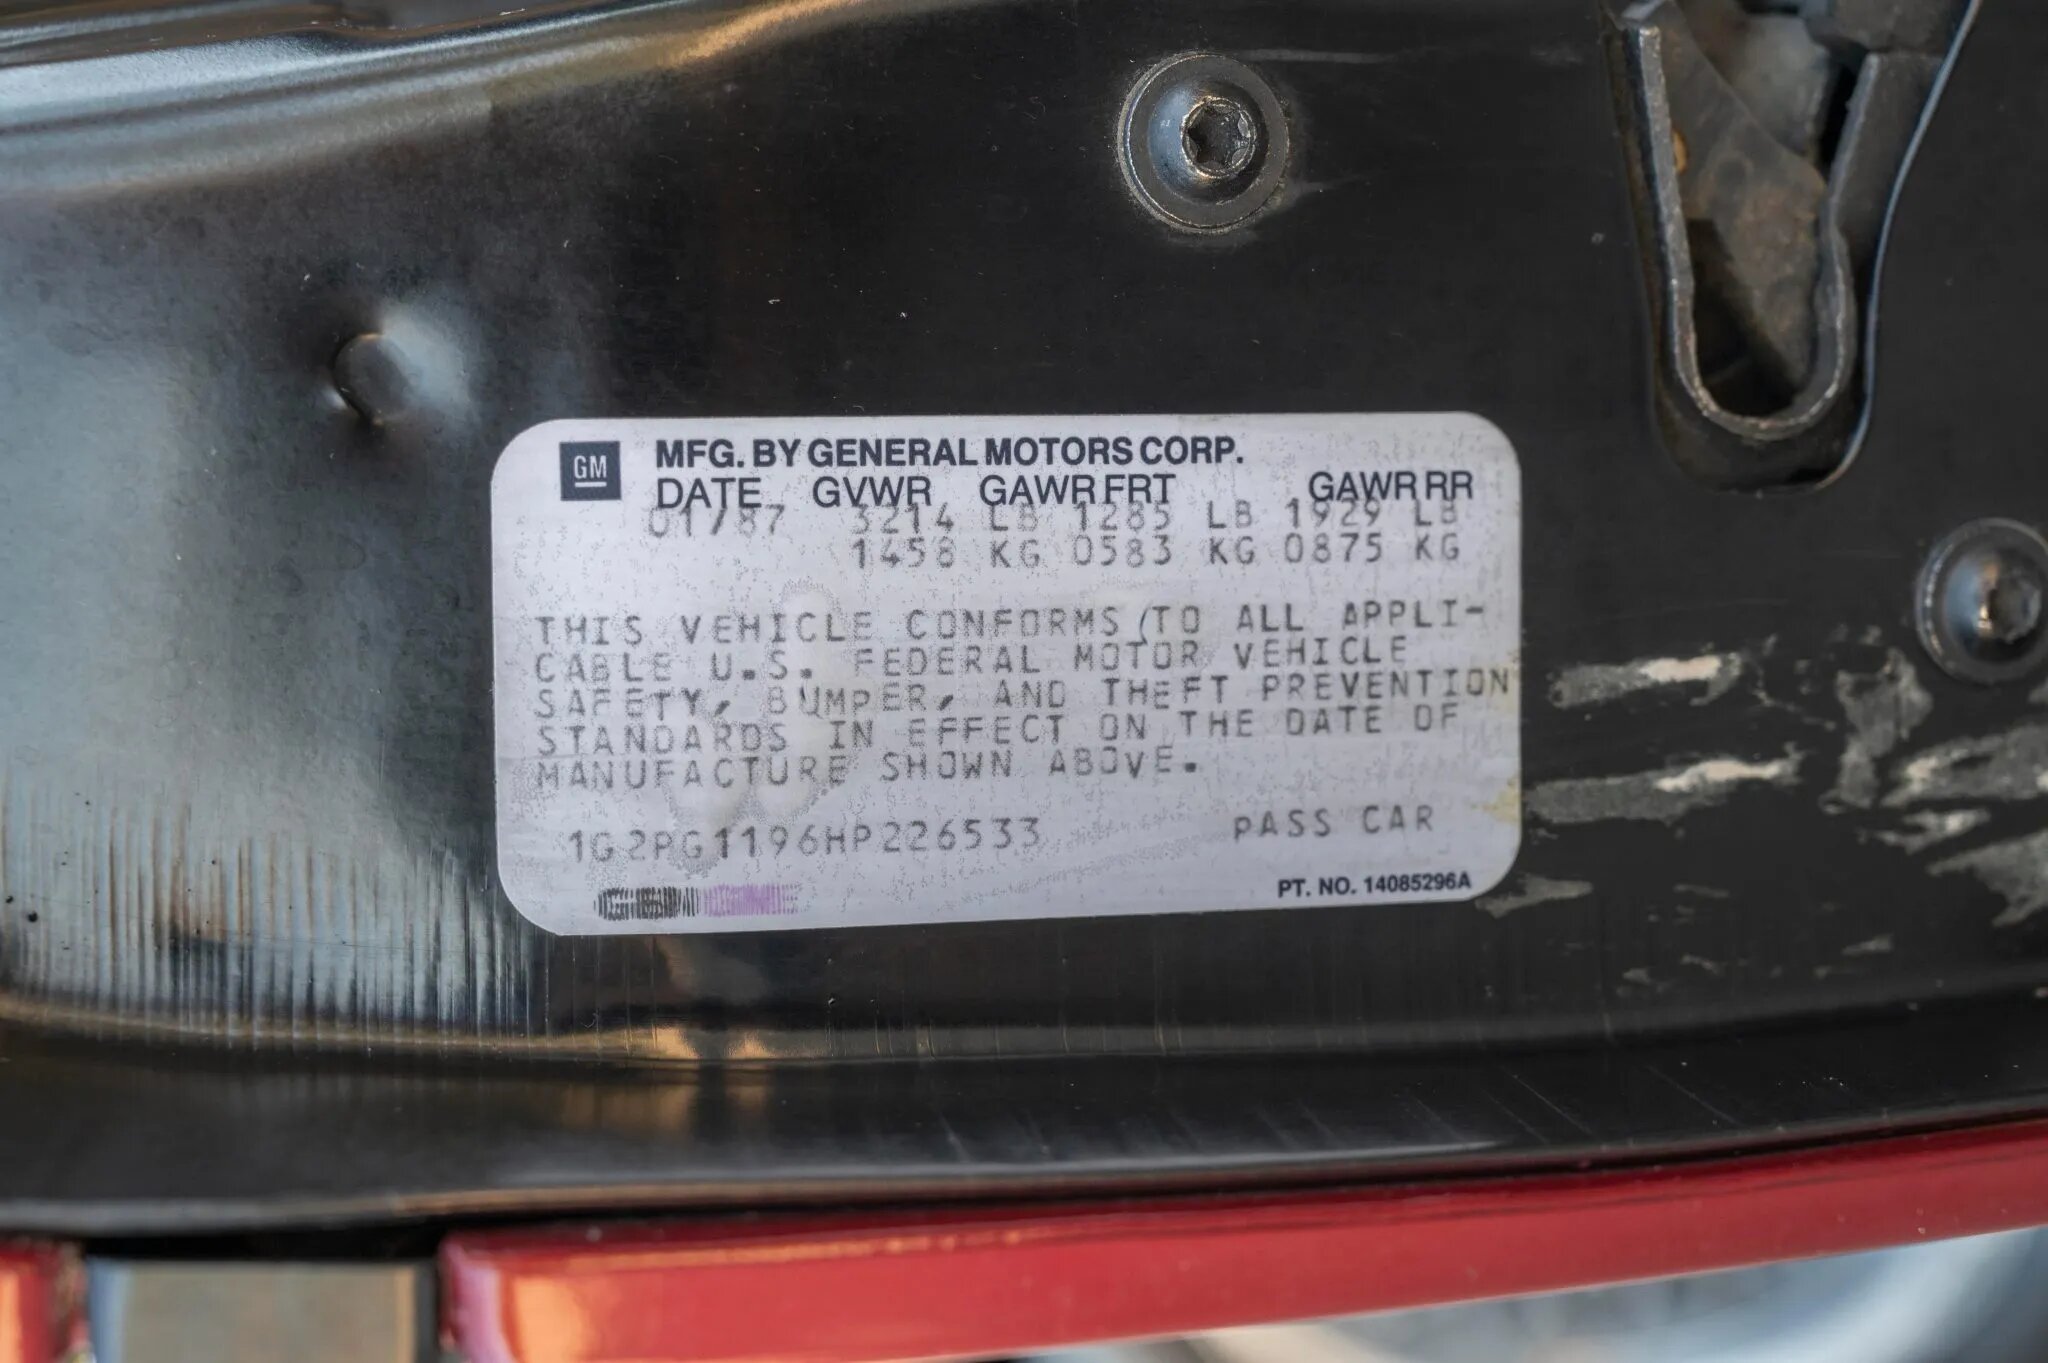 GM
MFG. BY GENERAL MOTORS CORP.
DATE GVWR GAWR FRT GAWR RR
01/87 3214 LB 1285 LB 1929 LB
1458 KG 0583 KG 0875 KG
THIS VEHICLE CONFORMS TO ALL APPLI-
CABLE U.S. FEDERAL MOTOR VEHICLE
SAFETY, BUMPER, AND THEFT PREVENTION
STANDARDS IN EFFECT ON THE DATE OF
MANUFACTURE SHOWN ABOVE.
1G2PG1196HP226533 PASS CAR
PT. NO. 14085296A